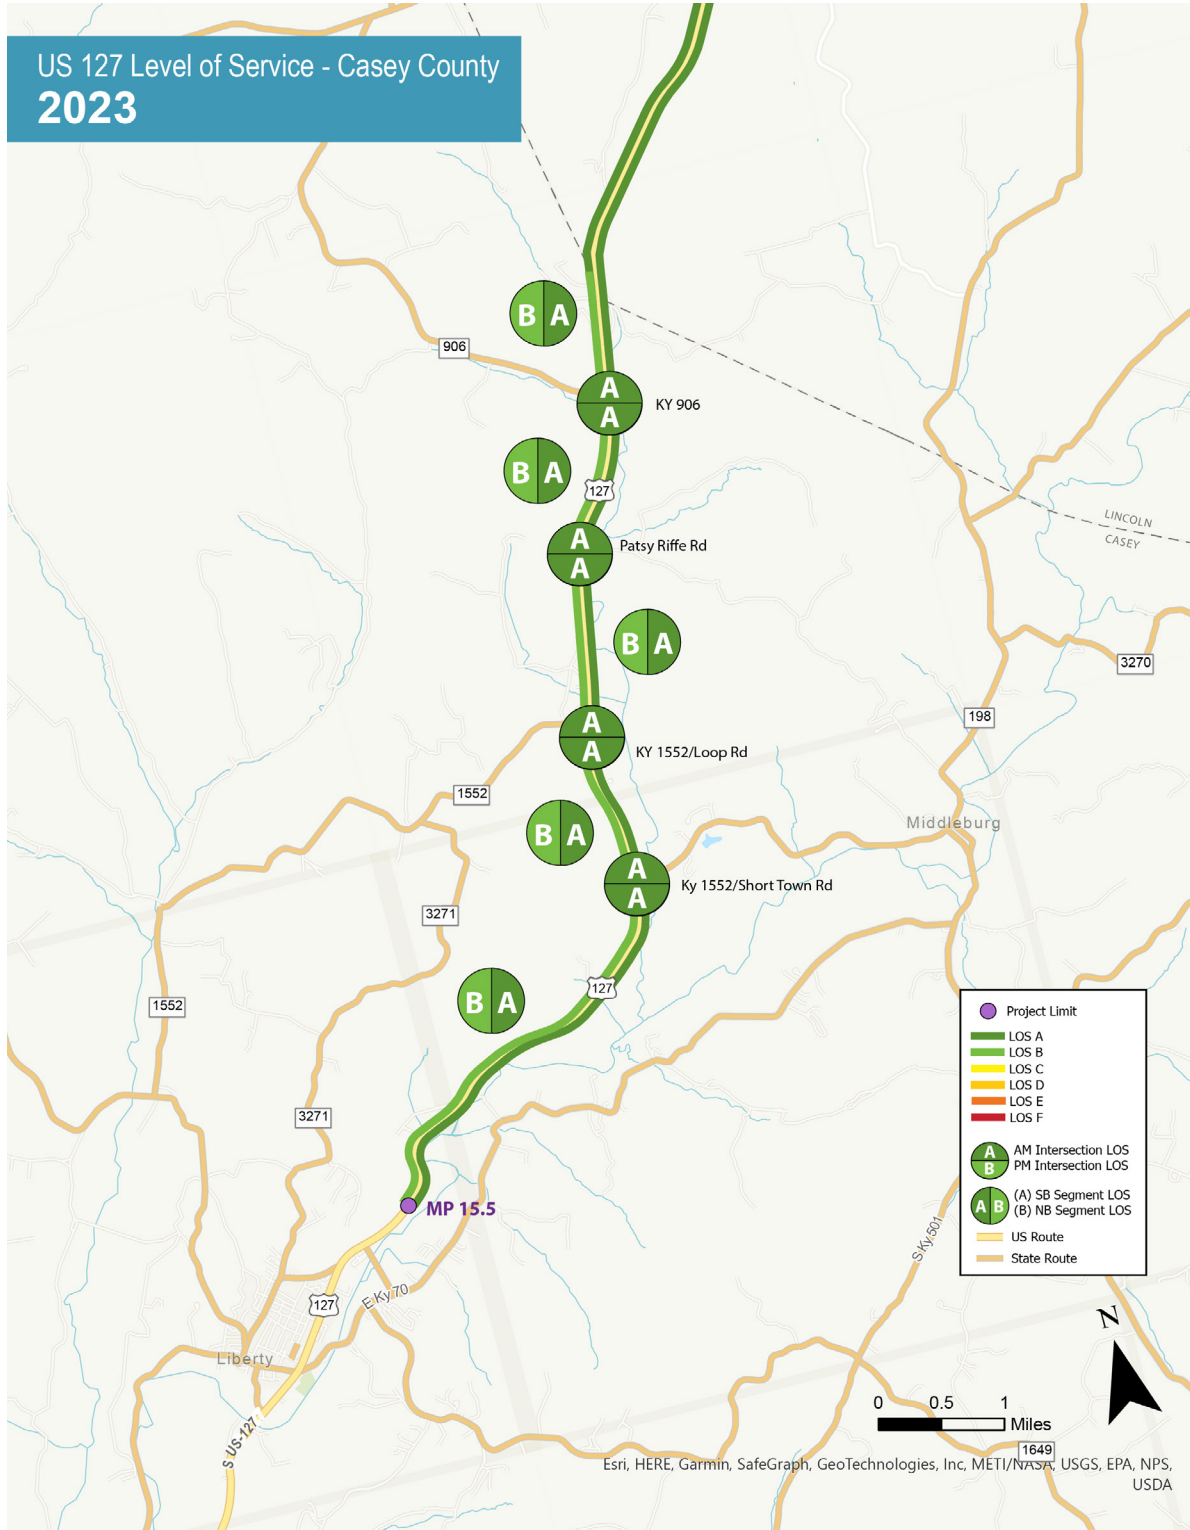 US 127 Level of Service - Casey County
2023
B A
906
A
A
KY 906
B A
127
A
A
Patsy Riffe Rd
LINCOLN
CASEY
B A
3270
198
A
A
KY 1552/Loop Rd
1552
Middleburg
B A
A
A
Ky 1552/Short Town Rd
3271
127
B A
1552
Project Limit
LOS A
LOS B
LOS C
LOS D
LOS E
LOS F
3271
A
B
AM Intersection LOS
PM Intersection LOS
A B
(A) SB Segment LOS
(B) NB Segment LOS
US Route
State Route
MP 15.5
S Ky 501
E Ky 70
127
Liberty
N
S US-127
0 0.5 1
Miles
1649
Esri, HERE, Garmin, SafeGraph, GeoTechnologies, Inc, METI/NASA, USGS, EPA, NPS,
USDA